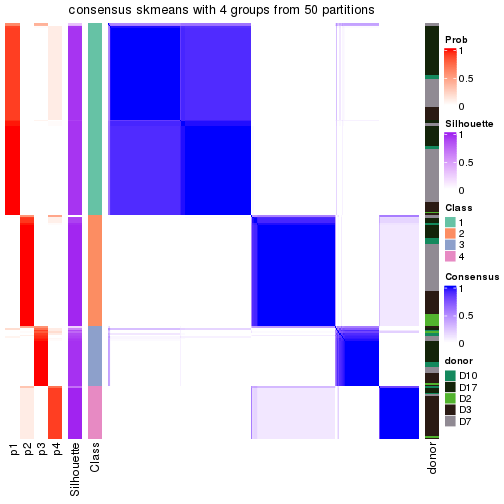 consensus skmeans with 4 groups from 50 partitions
Prob
1
0.5
0
Silhouette
1
0.5
0
Class
1
2
3
4
Consensus
1
0.5
0
donor
D10
D17
D2
D3
D7
p1
p2
p3
p4
Silhouette
Class
donor